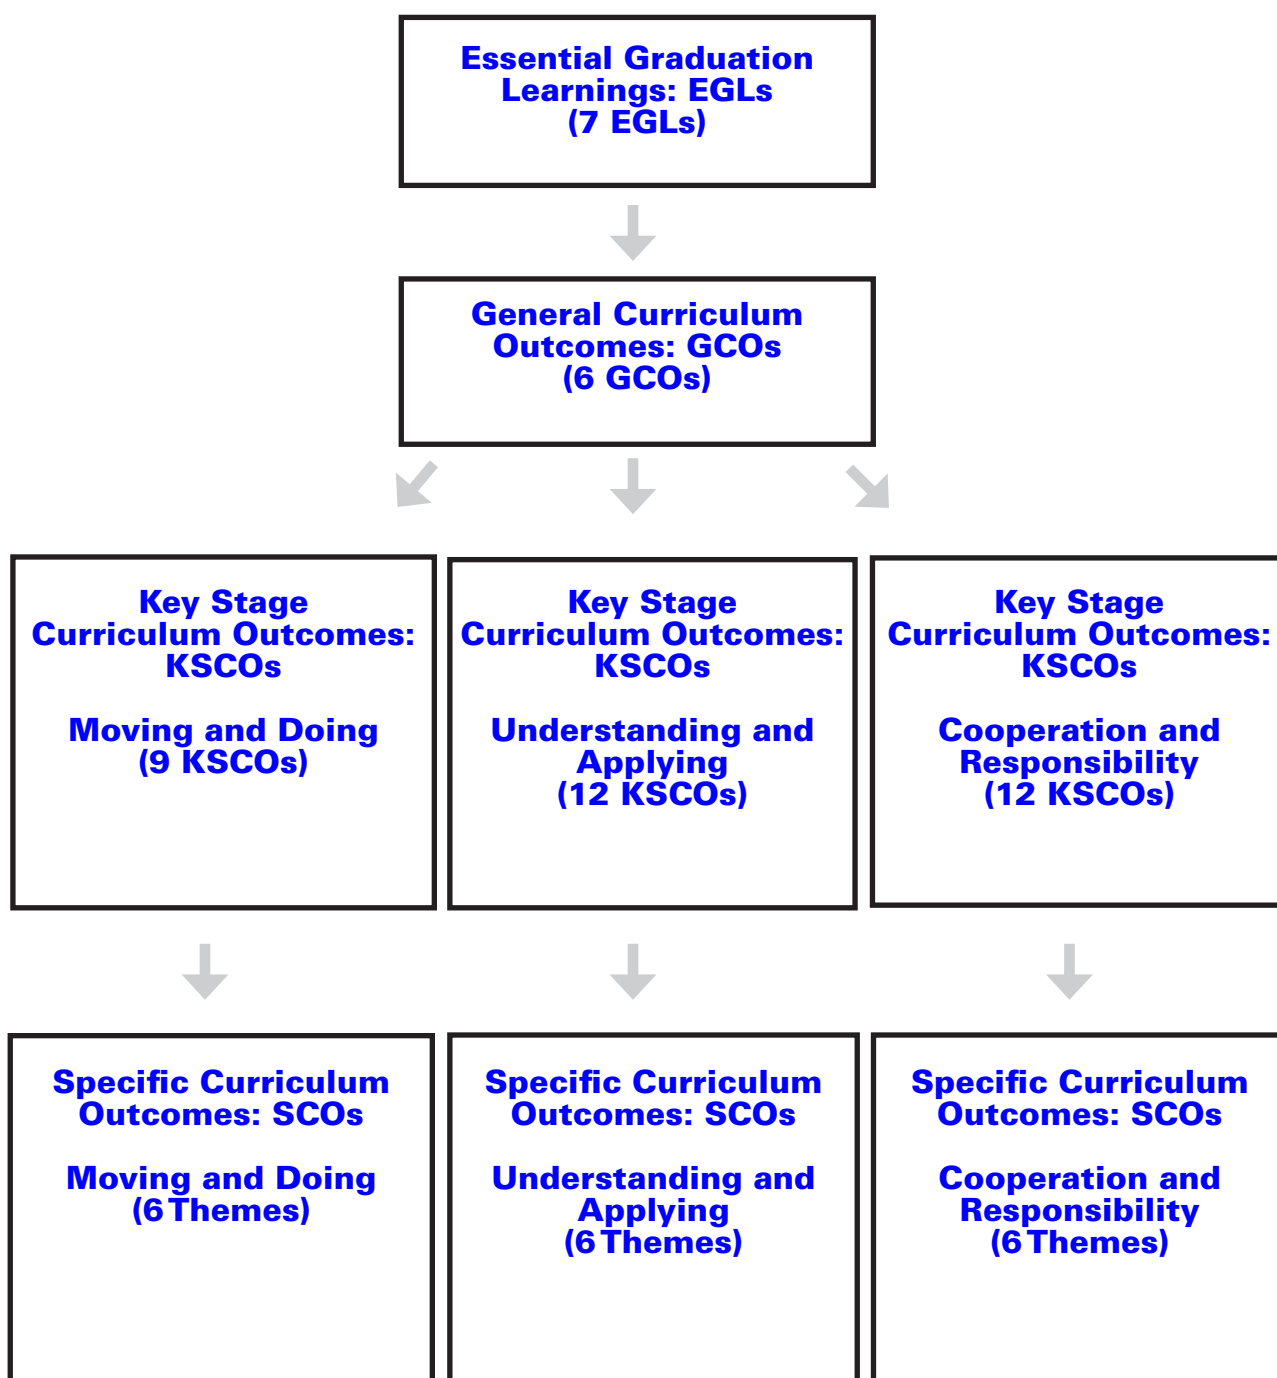 Essential Graduation
Learnings: EGLs
(7 EGLs)
General Curriculum
Outcomes: GCOs
(6 GCOs)
Key Stage
Curriculum Outcomes:
KSCOs
Moving and Doing
(9 KSCOs)
Key Stage
Curriculum Outcomes:
KSCOs
Understanding and
Applying
(12 KSCOs)
Key Stage
Curriculum Outcomes:
KSCOs
Cooperation and
Responsibility
(12 KSCOs)
Specific Curriculum
Outcomes: SCOs
Moving and Doing
(6 Themes)
Specific Curriculum
Outcomes: SCOs
Understanding and
Applying
(6 Themes)
Specific Curriculum
Outcomes: SCOs
Cooperation and
Responsibility
(6 Themes)